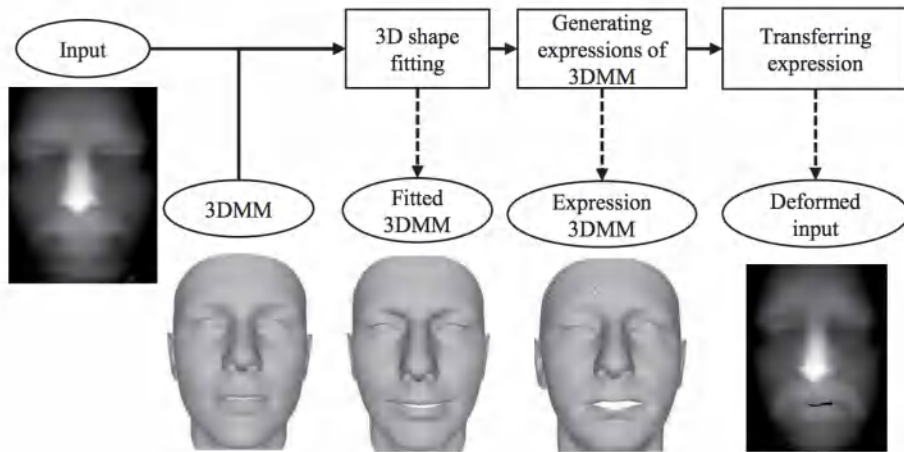 Input
3D shape
fitting
Generating
expressions of
3DMM
Transferring
expression
3DMM
Fitted
3DMM
Expression
3DMM
Deformed
input